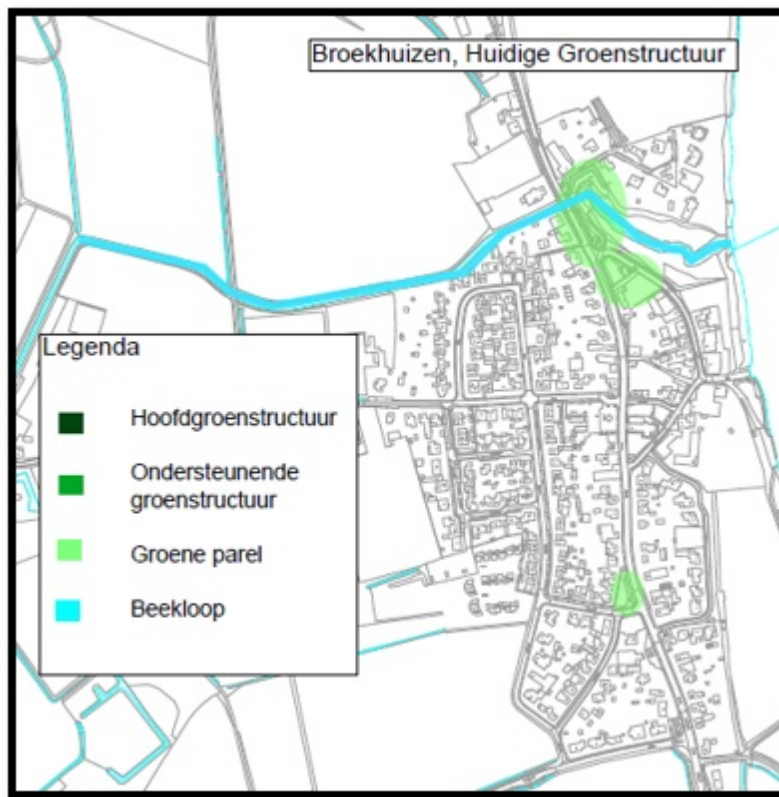 Broekhuizen, Huidige Groenstructuur
Legenda
Hoofdgroenstructuur
Ondersteunende
groenstructuur
Groene parel
Beekloop